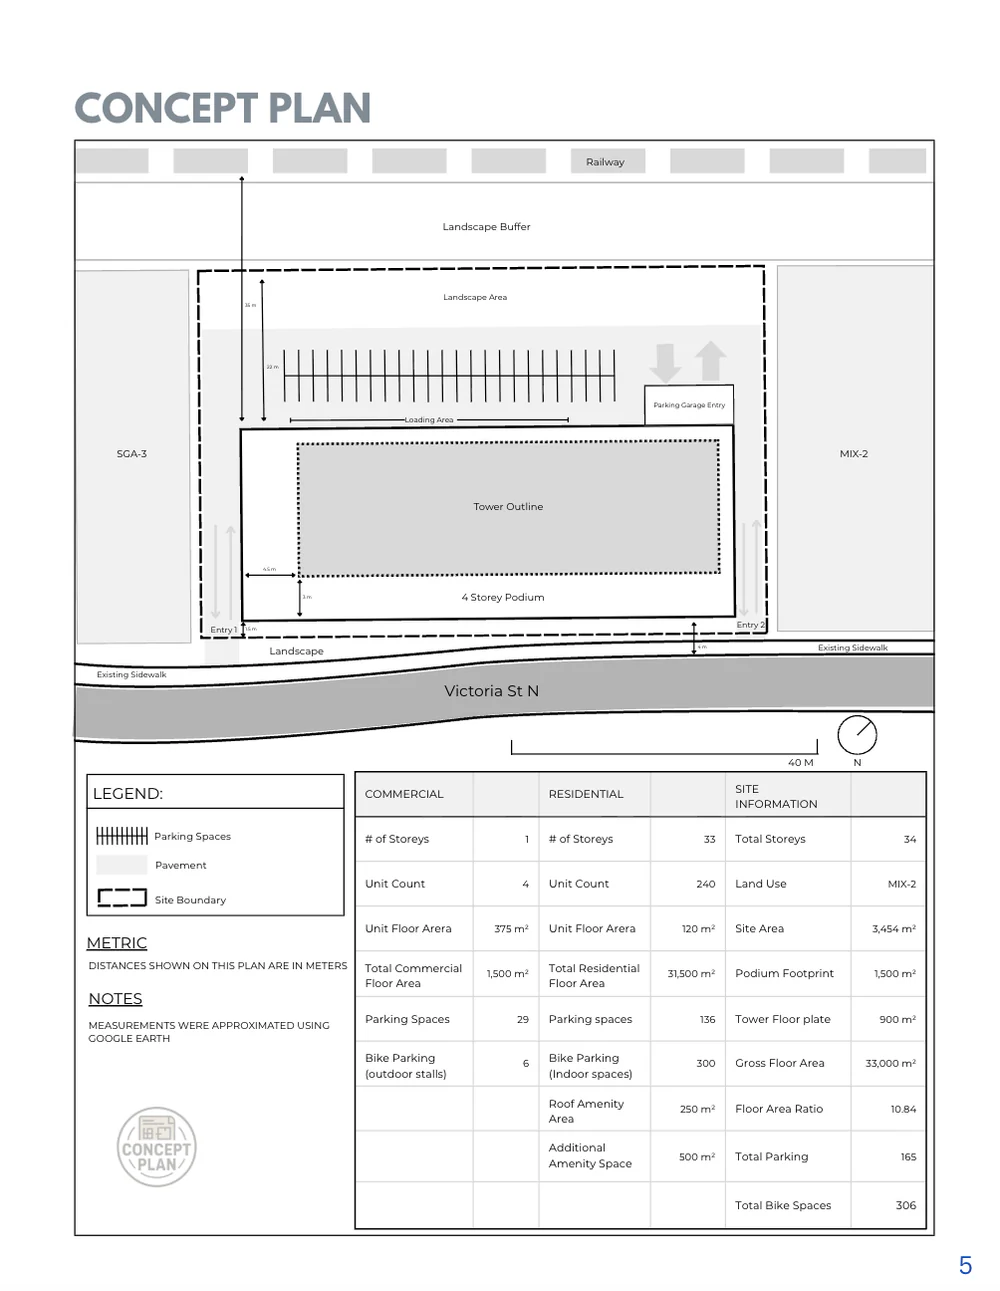 CONCEPT PLAN
Railway
Landscape Buffer
Landscape Area
35 m
Loading Area
Parking Garage Entry
SGA-3
MIX-2
Tower Outline
4.5 m
3 m
4 Storey Podium
Entry 1
Entry 2
Landscape
Existing Sidewalk
Existing Sidewalk
Victoria St N
40 M
N
LEGEND:
Parking Spaces
Pavement
Site Boundary
METRIC
DISTANCES SHOWN ON THIS PLAN ARE IN METERS
NOTES
MEASUREMENTS WERE APPROXIMATED USING
GOOGLE EARTH
CONCEPT
PLAN
COMMERCIAL RESIDENTIAL SITE INFORMATION
# of Storeys 1 # of Storeys 33 Total Storeys 34
Unit Count 4 Unit Count 240 Land Use MIX-2
Unit Floor Arera 375 m² Unit Floor Arera 120 m² Site Area 3,454 m²
Total Commercial Floor Area 1,500 m² Total Residential Floor Area 31,500 m² Podium Footprint 1,500 m²
Parking Spaces 29 Parking spaces 136 Tower Floor plate 900 m²
Bike Parking (outdoor stalls) 6 Bike Parking (Indoor spaces) 300 Gross Floor Area 33,000 m²
Roof Amenity Area 250 m² Floor Area Ratio 10.84
Additional Amenity Space 500 m² Total Parking 165
Total Bike Spaces 306
5